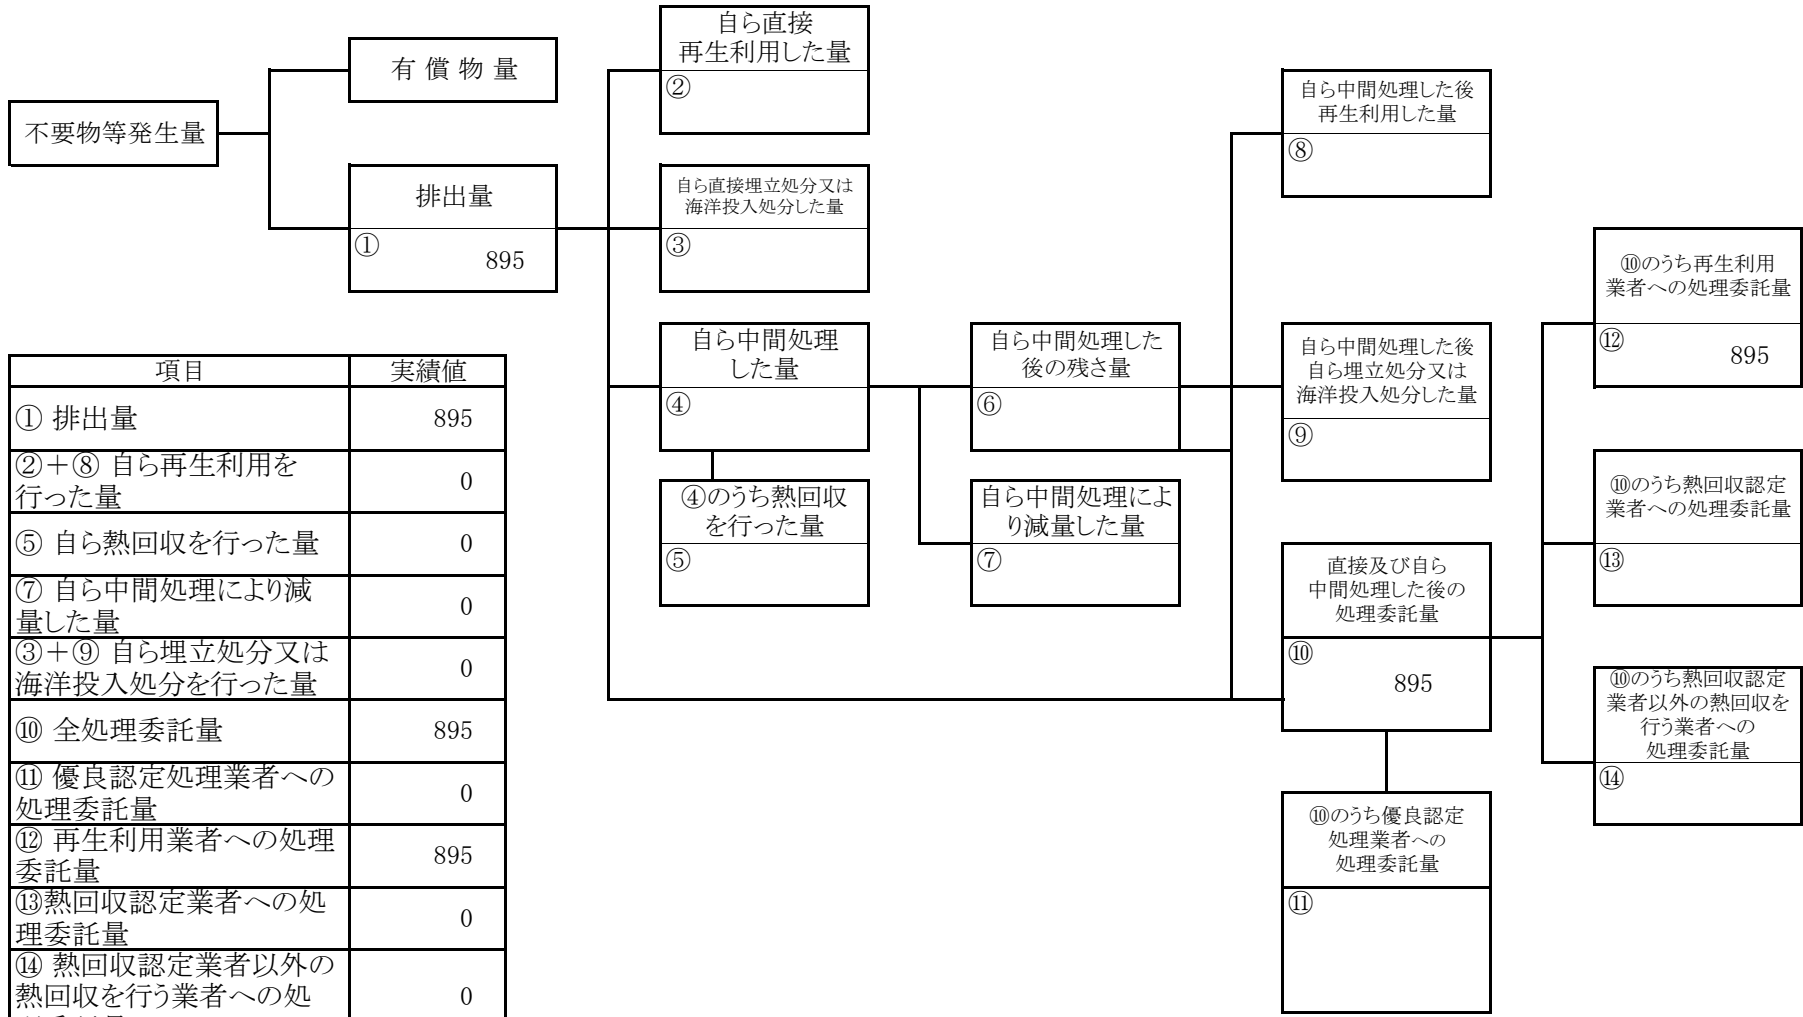 不要物等発生量
有 償 物 量
排出量
①
895
自ら直接
再生利用した量
②
自ら直接埋立処分又は
海洋投入処分した量
③
自ら中間処理
した量
④
④のうち熱回収
を行った量
⑤
自ら中間処理した
後の残さ量
⑥
自ら中間処理によ
り減量した量
⑦
自ら中間処理した後
再生利用した量
⑧
自ら中間処理した後
自ら埋立処分又は
海洋投入処分した量
⑨
直接及び自ら
中間処理した後の
処理委託量
⑩
895
⑩のうち優良認定
処理業者への
処理委託量
⑪
⑩のうち再生利用
業者への処理委託量
⑫
895
⑩のうち熱回収認定
業者への処理委託量
⑬
⑩のうち熱回収認定
業者以外の熱回収を
行う業者への
処理委託量
⑭
項目 実績値
① 排出量 895
②＋⑧ 自ら再生利用を
行った量 0
⑤ 自ら熱回収を行った量 0
⑦ 自ら中間処理により減
量した量 0
③＋⑨ 自ら埋立処分又は
海洋投入処分を行った量 0
⑩ 全処理委託量 895
⑪ 優良認定処理業者への
処理委託量 0
⑫ 再生利用業者への処理
委託量 895
⑬熱回収認定業者への処
理委託量 0
⑭ 熱回収認定業者以外の
熱回収を行う業者への処 0